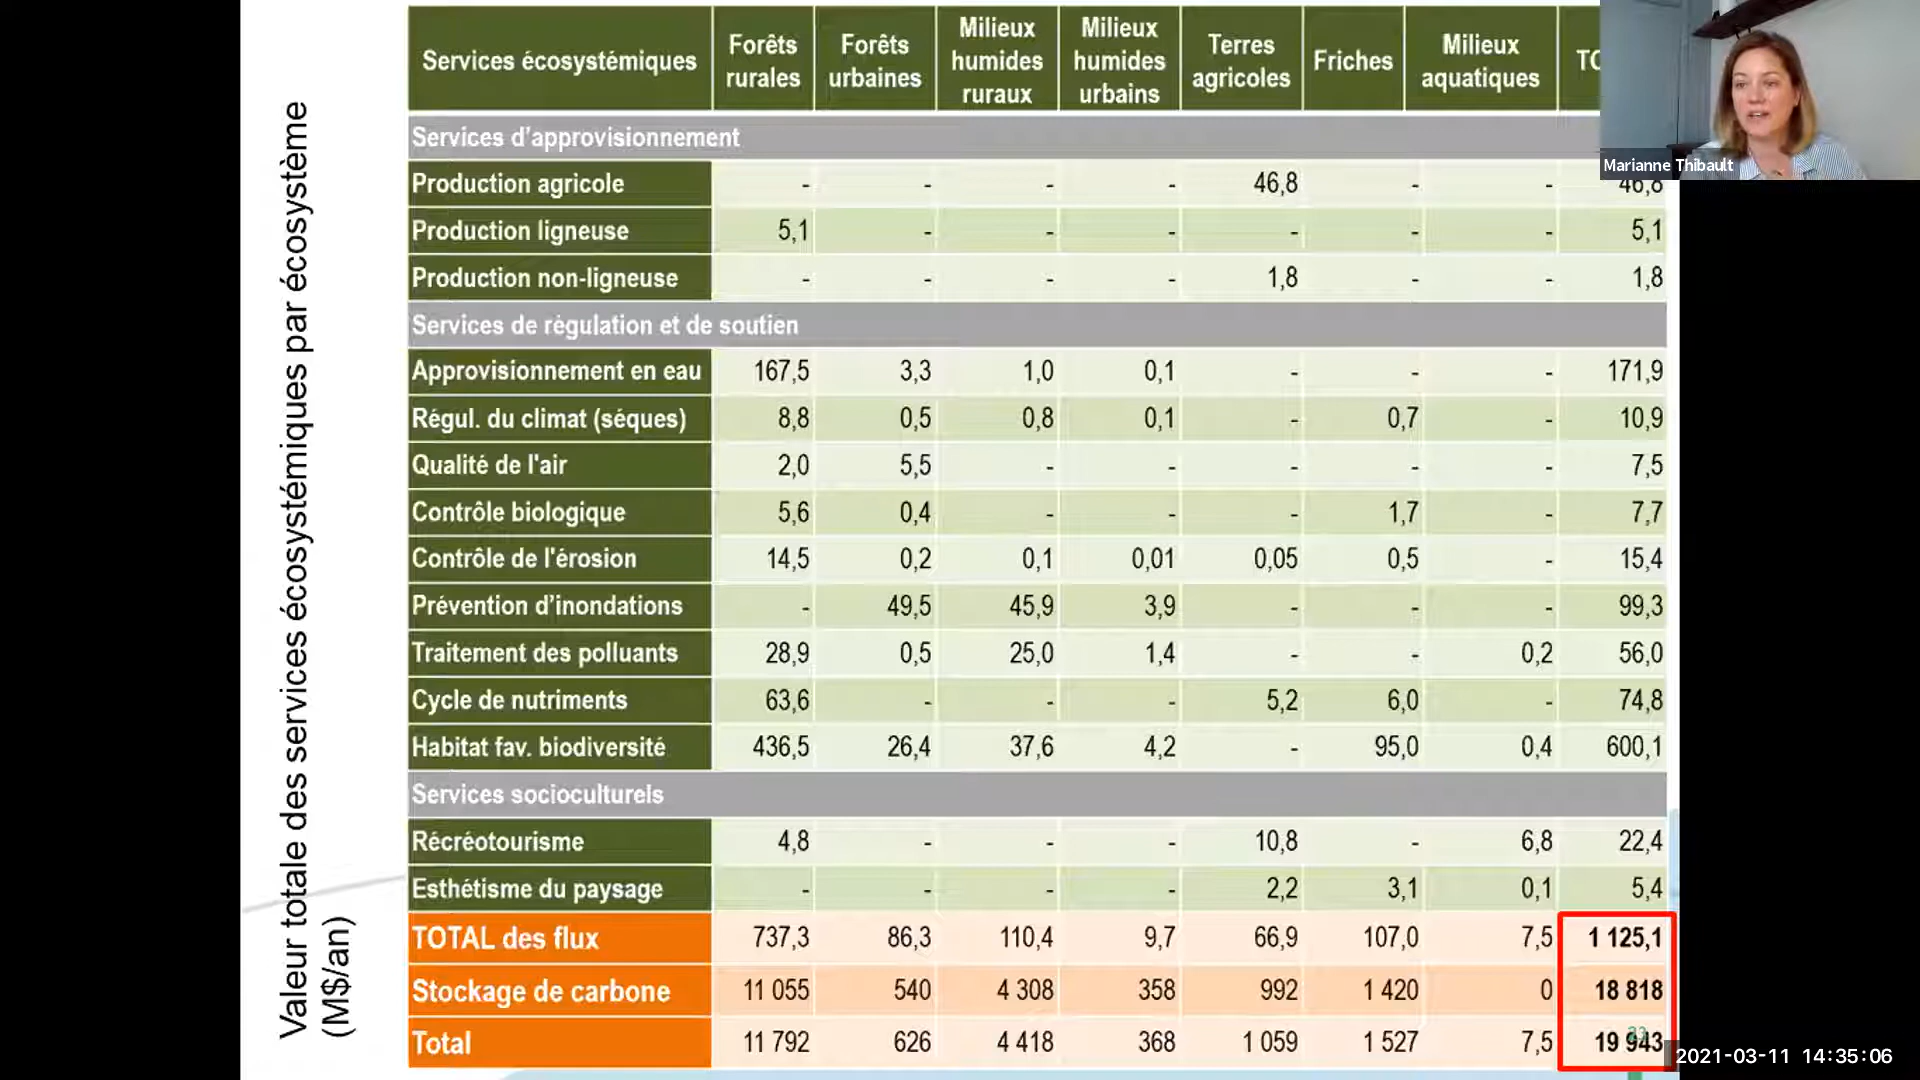 Valeur totale des services écosystémiques par écosystème
(M$/an)
Services écosystémiques Forêts rurales Forêts urbaines Milieux humides ruraux Milieux humides urbains Terres agricoles Friches Milieux aquatiques
Services d'approvisionnement
Production agricole - - - - 46,8 - - 46,8
Production ligneuse 5,1 - - - - - - 5,1
Production non-ligneuse - - - - 1,8 - - 1,8
Services de régulation et de soutien
Approvisionnement en eau 167,5 3,3 1,0 0,1 - - - 171,9
Régul. du climat (séques) 8,8 0,5 0,8 0,1 - 0,7 - 10,9
Qualité de l'air 2,0 5,5 - - - - - 7,5
Contrôle biologique 5,6 0,4 - - - 1,7 - 7,7
Contrôle de l'érosion 14,5 0,2 0,1 0,01 0,05 0,5 - 15,4
Prévention d'inondations - 49,5 45,9 3,9 - - - 99,3
Traitement des polluants 28,9 0,5 25,0 1,4 - - 0,2 56,0
Cycle de nutriments 63,6 - - - 5,2 6,0 - 74,8
Habitat fav. biodiversité 436,5 26,4 37,6 4,2 - 95,0 0,4 600,1
Services socioculturels
Récréotourisme 4,8 - - - 10,8 - 6,8 22,4
Esthétisme du paysage - - - - 2,2 3,1 0,1 5,4
TOTAL des flux 737,3 86,3 110,4 9,7 66,9 107,0 7,5 1 125,1
Stockage de carbone 11 055 540 4 308 358 992 1 420 0 18 818
Total 11 792 626 4 418 368 1 059 1 527 7,5 19 943
23
Marianne Thibault
2021-03-11 14:35:06